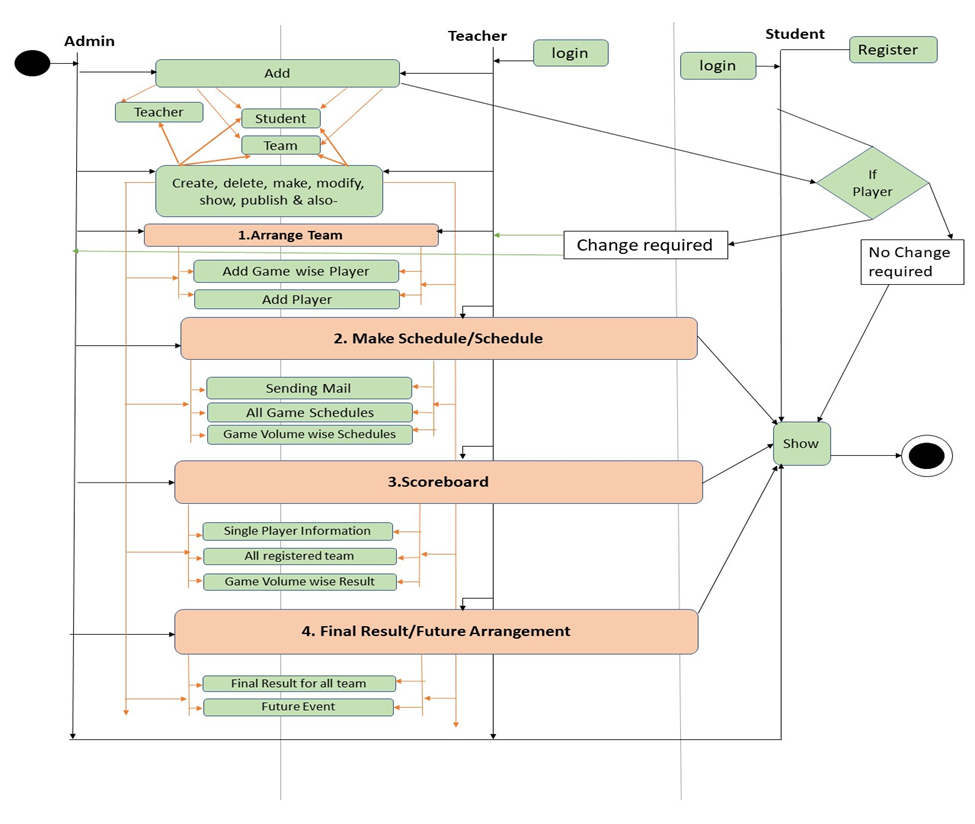 Admin
Teacher
Student
login
Register
login
Add
Teacher
Student
Team
Create, delete, make, modify,
show, publish & also-
If
Player
1.Arrange Team
Change required
No Change
required
Add Game wise Player
Add Player
2. Make Schedule/Schedule
Sending Mail
All Game Schedules
Game Volume wise Schedules
Show
3.Scoreboard
Single Player Information
All registered team
Game Volume wise Result
4. Final Result/Future Arrangement
Final Result for all team
Future Event